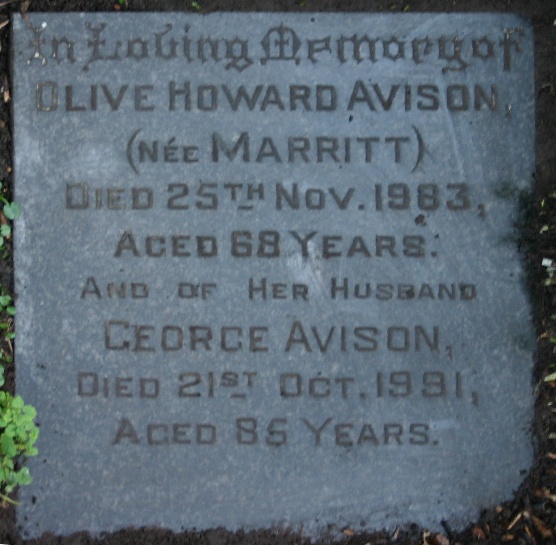 In Loving Memory of
OLIVE HOWARD AVISON,
(NÉE MARRITT)
DIED 25TH NOV. 1983,
AGED 68 YEARS.
AND OF HER HUSBAND
GEORGE AVISON,
DIED 21ST OCT. 1991,
AGED 85 YEARS.